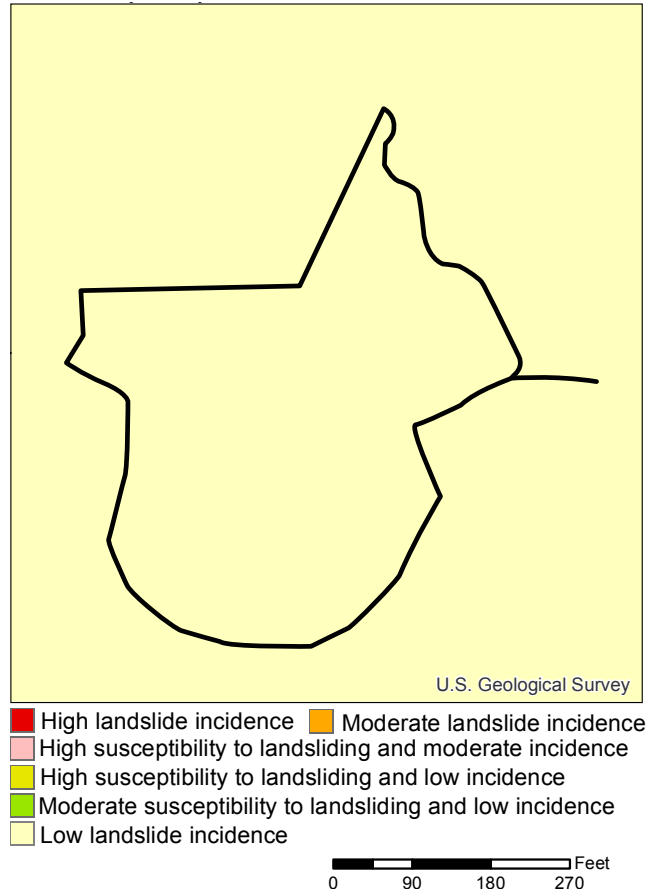 U.S. Geological Survey
High landslide incidence Moderate landslide incidence
High susceptibility to landsliding and moderate incidence
High susceptibility to landsliding and low incidence
Moderate susceptibility to landsliding and low incidence
Low landslide incidence
Feet
0 90 180 270